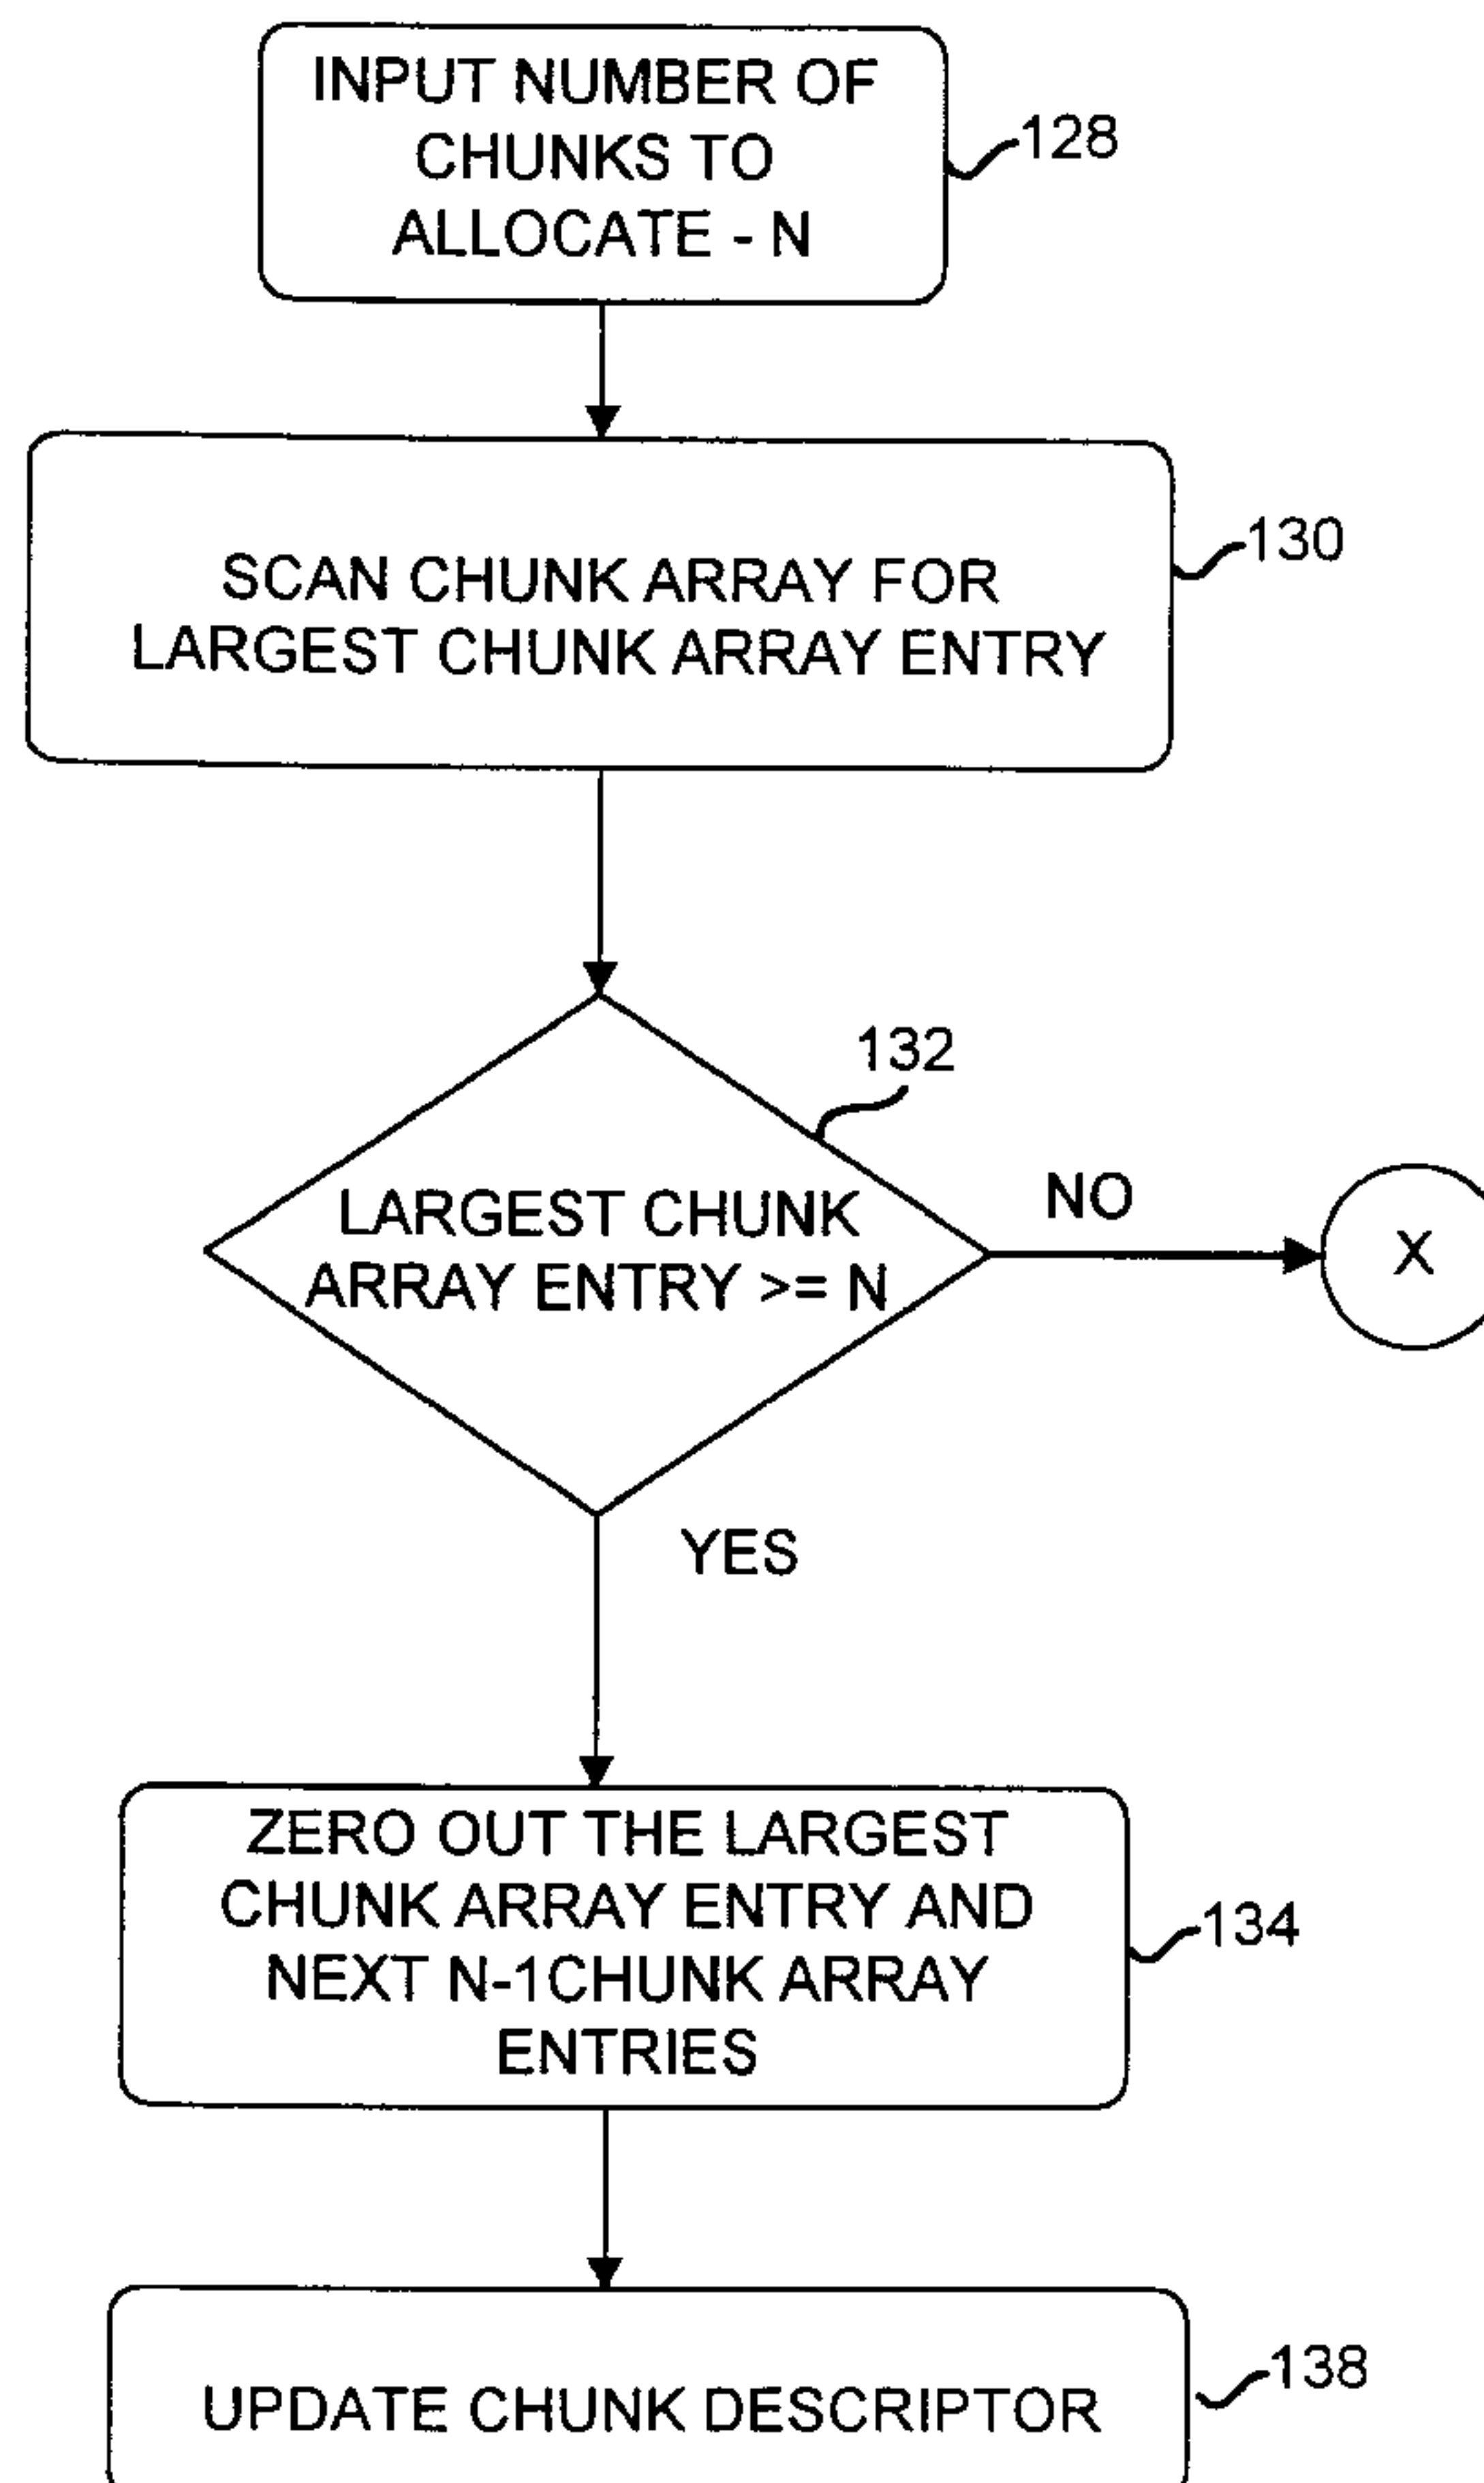 INPUT NUMBER OF
CHUNKS TO
ALLOCATE - N
128
SCAN CHUNK ARRAY FOR
LARGEST CHUNK ARRAY ENTRY
130
132
LARGEST CHUNK
ARRAY ENTRY >= N
NO
X
YES
ZERO OUT THE LARGEST
CHUNK ARRAY ENTRY AND
NEXT N-1CHUNK ARRAY
ENTRIES
134
UPDATE CHUNK DESCRIPTOR
138